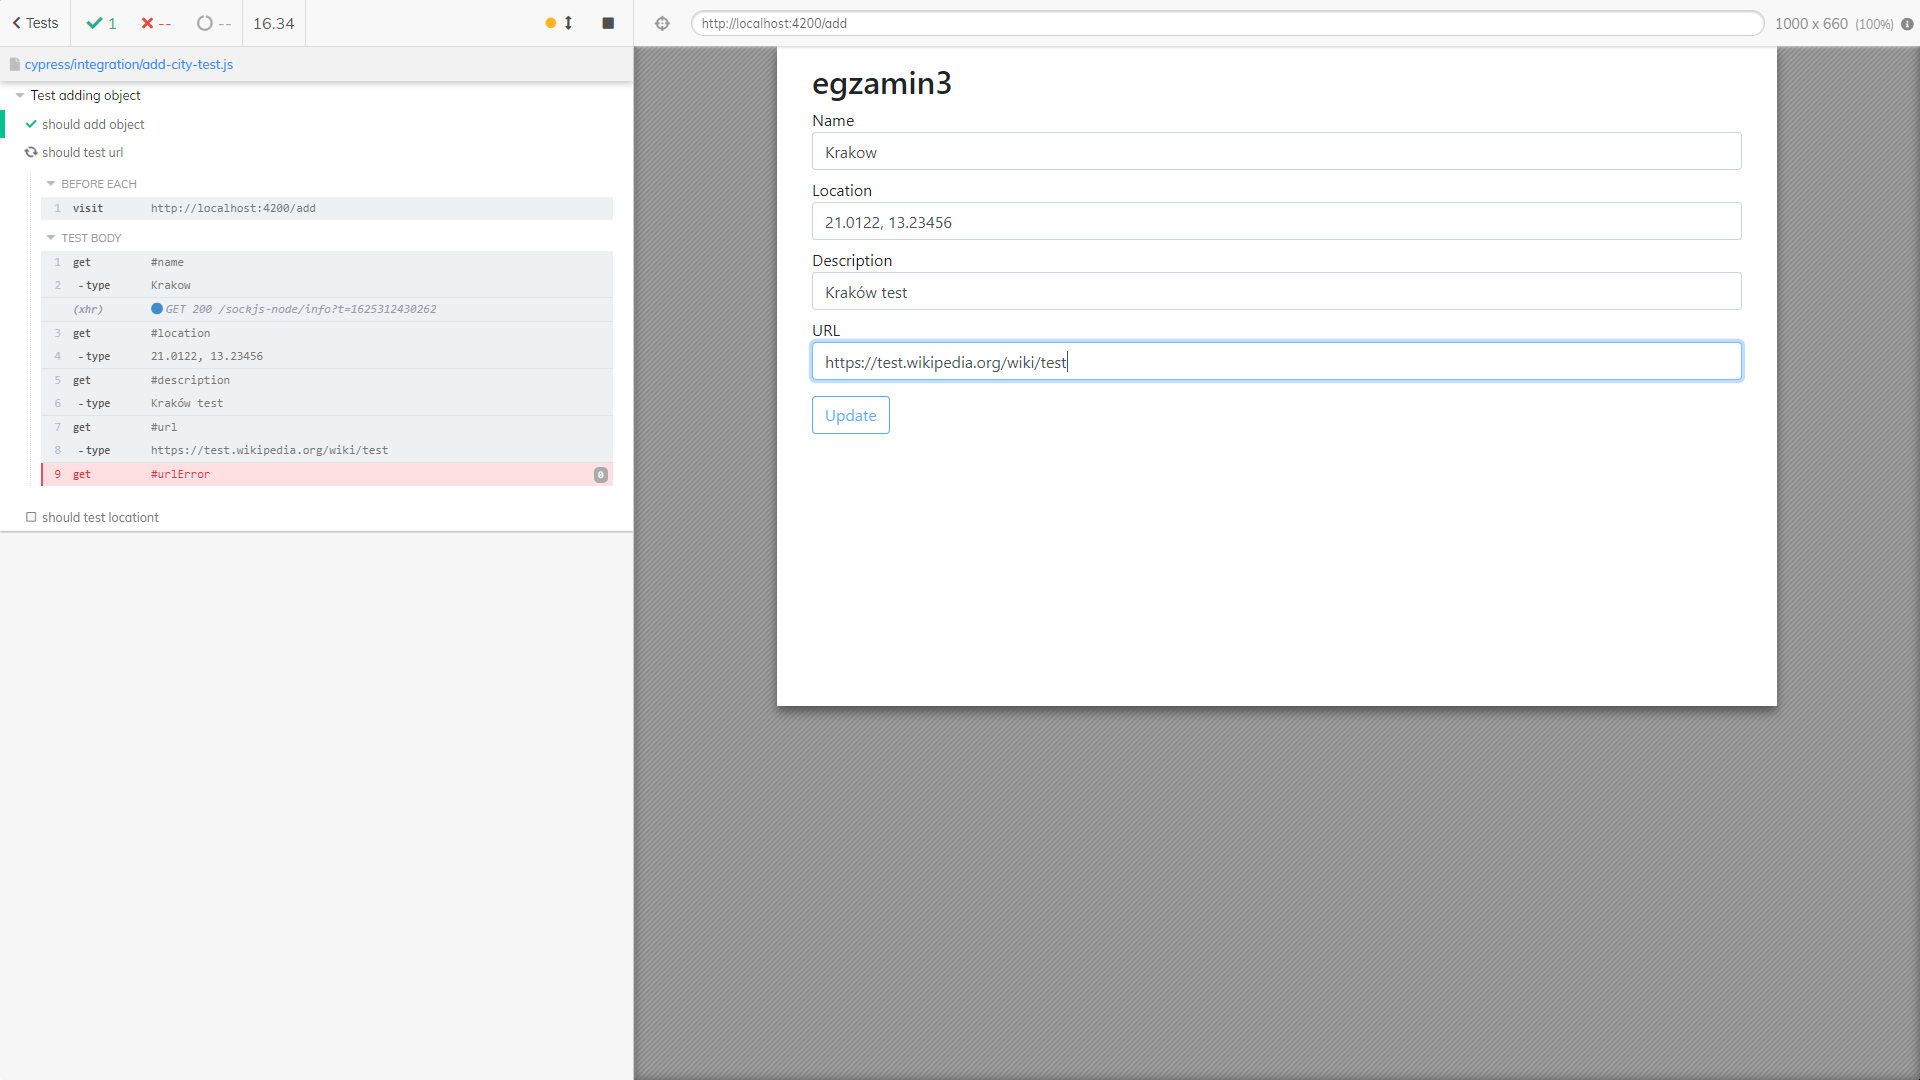 Tests 1 -- -- 16.34
http://localhost:4200/add 1000 x 660 (100%)
cypress/integration/add-city-test.js
Test adding object
should add object
should test url
BEFORE EACH
1 visit http://localhost:4200/add
TEST BODY
1 get #name
2 -type Krakow
(xhr) GET 200 /sockjs-node/info?t=1625312430262
3 get #location
4 -type 21.0122, 13.23456
5 get #description
6 -type Kraków test
7 get #url
8 -type https://test.wikipedia.org/wiki/test
9 get #urlError 0
should test locationt
egzamin3
Name
Krakow
Location
21.0122, 13.23456
Description
Kraków test
URL
https://test.wikipedia.org/wiki/test
Update